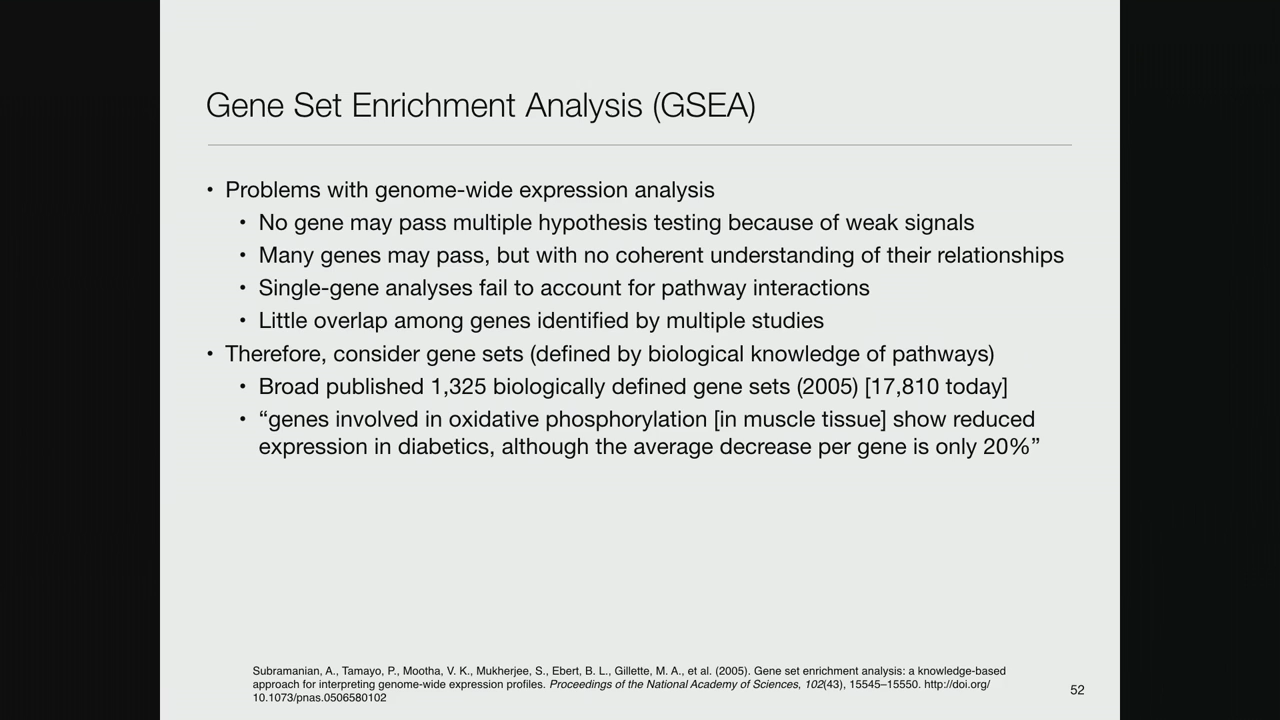 Gene Set Enrichment Analysis (GSEA)
• Problems with genome-wide expression analysis
• No gene may pass multiple hypothesis testing because of weak signals
• Many genes may pass, but with no coherent understanding of their relationships
• Single-gene analyses fail to account for pathway interactions
• Little overlap among genes identified by multiple studies
• Therefore, consider gene sets (defined by biological knowledge of pathways)
• Broad published 1,325 biologically defined gene sets (2005) [17,810 today]
• “genes involved in oxidative phosphorylation [in muscle tissue] show reduced
expression in diabetics, although the average decrease per gene is only 20%”
Subramanian, A., Tamayo, P., Mootha, V. K., Mukherjee, S., Ebert, B. L., Gillette, M. A., et al. (2005). Gene set enrichment analysis: a knowledge-based
approach for interpreting genome-wide expression profiles. Proceedings of the National Academy of Sciences, 102(43), 15545–15550. http://doi.org/
10.1073/pnas.0506580102
52